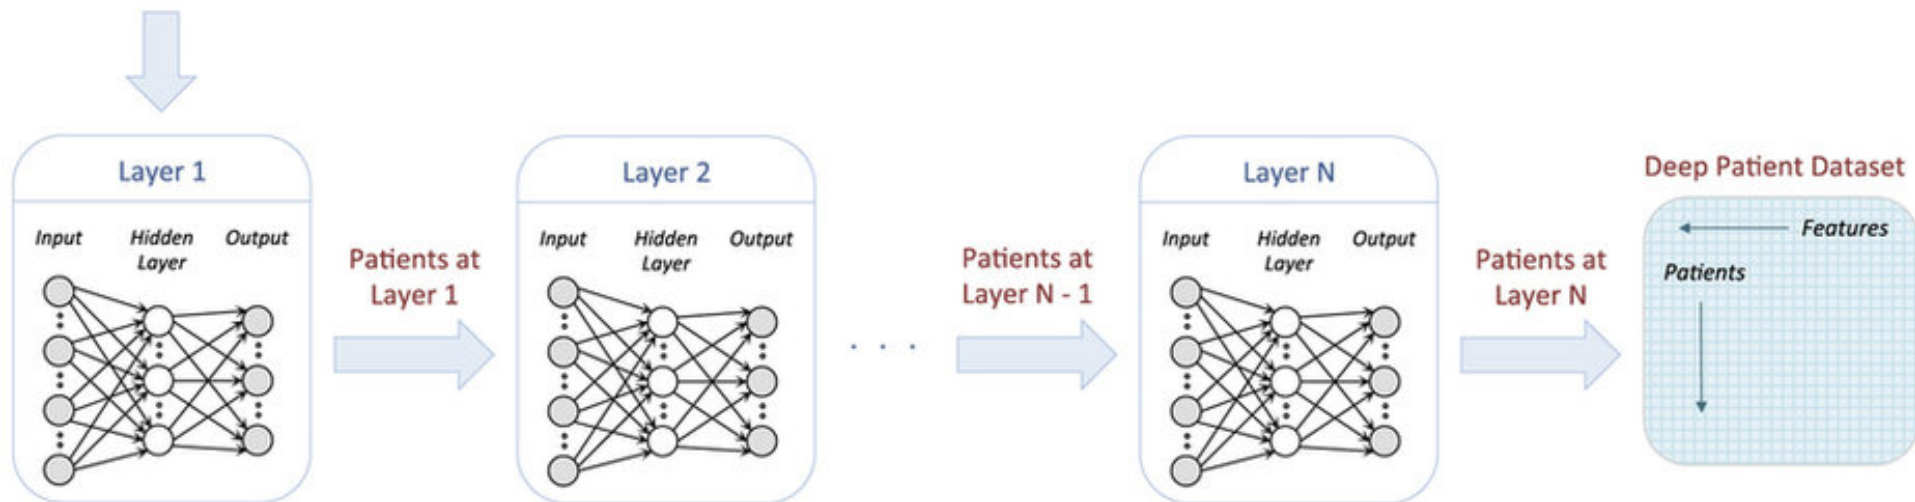 Layer 1
Input
Hidden
Layer
Output
Patients at
Layer 1
Layer 2
Input
Hidden
Layer
Output
Patients at
Layer N - 1
Layer N
Input
Hidden
Layer
Output
Patients at
Layer N
Deep Patient Dataset
Features
Patients